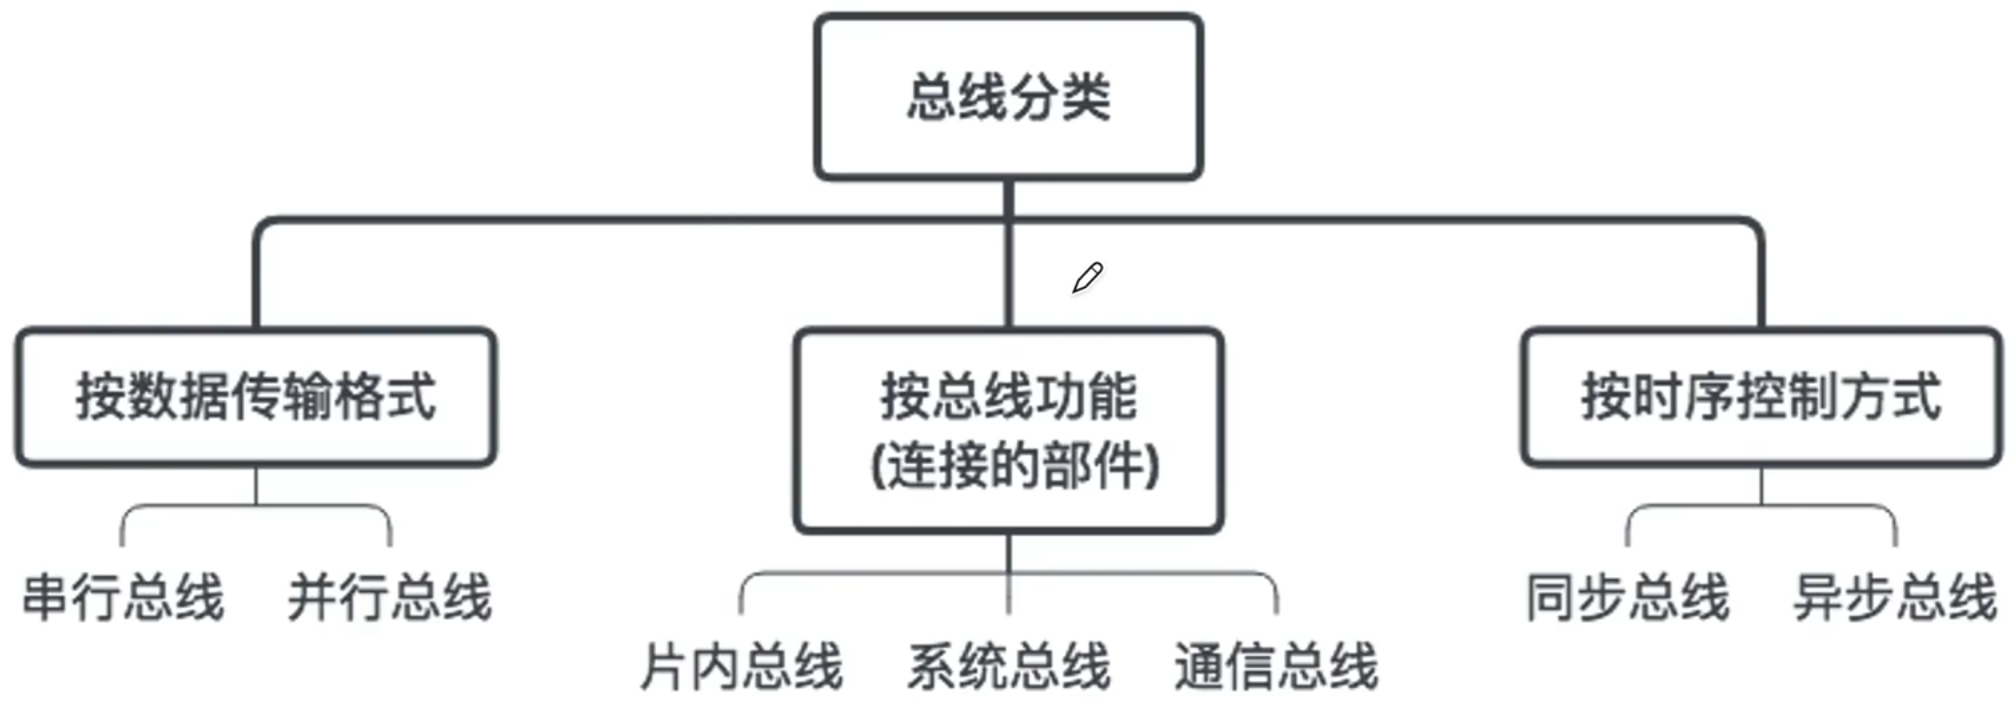 总线分类
按数据传输格式
按总线功能
(连接的部件)
按时序控制方式
串行总线
并行总线
片内总线
系统总线
通信总线
同步总线
异步总线